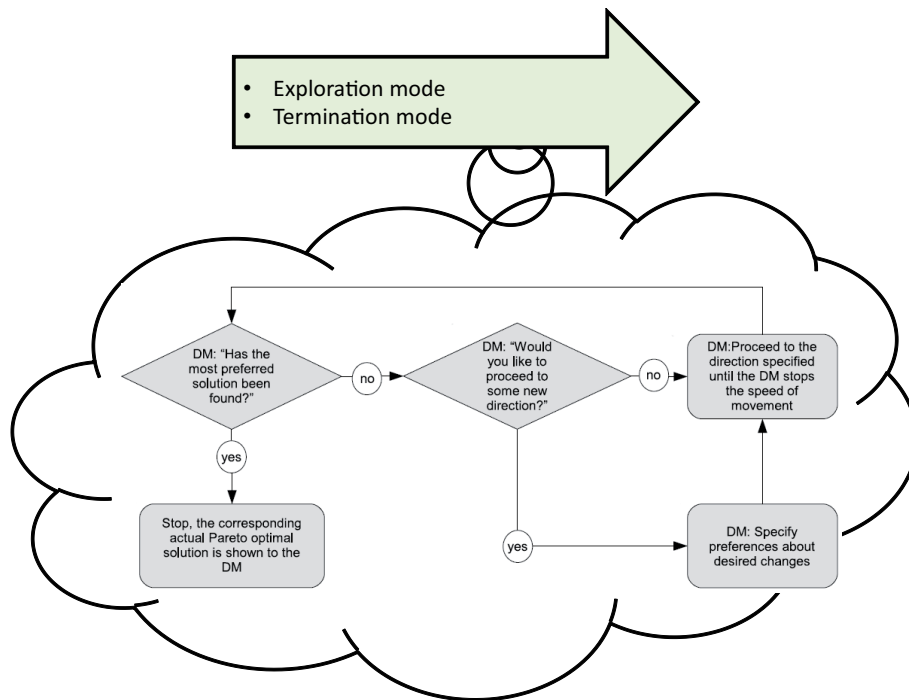 • Exploration mode
• Termination mode
DM: “Has the
most preferred
solution been
found?”
no
DM: “Would
you like to
proceed to
some new
direction?”
no
DM:Proceed to the
direction specified
until the DM stops
the speed of
movement
yes
Stop, the corresponding
actual Pareto optimal
solution is shown to the
DM
yes
DM: Specify
preferences about
desired changes